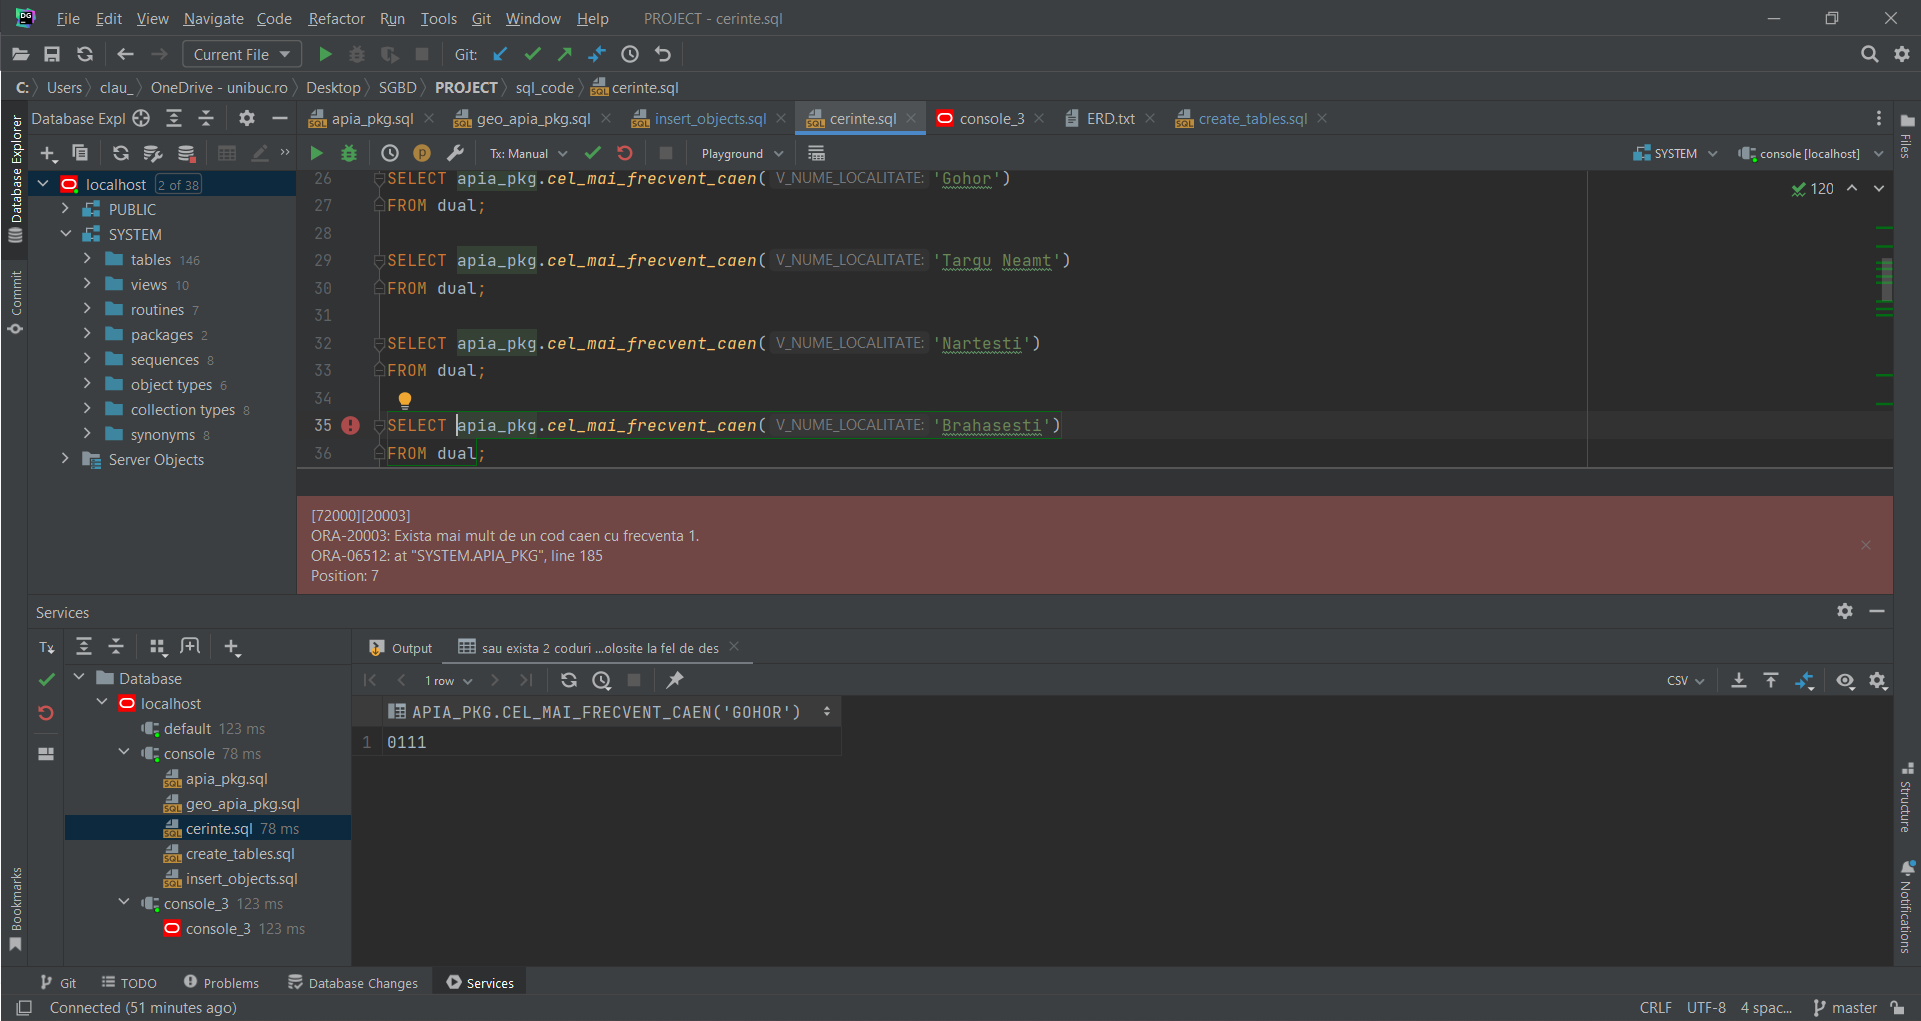 DG
File Edit View Navigate Code Refactor Run Tools Git Window Help PROJECT - cerinte.sql
Current File Git:
C: Users clau_ OneDrive - unibuc.ro Desktop SGBD PROJECT sql_code cerinte.sql
Database Expl
apia_pkg.sql geo_apia_pkg.sql insert_objects.sql cerinte.sql console_3 ERD.txt create_tables.sql
Tx: Manual Playground SYSTEM console [localhost]
Database Explorer
Commit
Bookmarks
Files
Structure
Notifications
localhost 2 of 38
PUBLIC
SYSTEM
tables 146
views 10
routines 7
packages 2
sequences 8
object types 6
collection types 8
synonyms 8
Server Objects
120
26 SELECT apia_pkg.cel_mai_frecvent_caen( V_NUME_LOCALITATE: 'Gohor')
27 FROM dual;
28
29 SELECT apia_pkg.cel_mai_frecvent_caen( V_NUME_LOCALITATE: 'Targu Neamt')
30 FROM dual;
31
32 SELECT apia_pkg.cel_mai_frecvent_caen( V_NUME_LOCALITATE: 'Nartesti')
33 FROM dual;
34
35 SELECT apia_pkg.cel_mai_frecvent_caen( V_NUME_LOCALITATE: 'Brahasesti')
36 FROM dual;
[72000][20003]
ORA-20003: Exista mai mult de un cod caen cu frecventa 1.
ORA-06512: at "SYSTEM.APIA_PKG", line 185
Position: 7
Services
Tx
Database
localhost
default 123 ms
console 78 ms
apia_pkg.sql
geo_apia_pkg.sql
cerinte.sql 78 ms
create_tables.sql
insert_objects.sql
console_3 123 ms
console_3 123 ms
Output sau exista 2 coduri ...olosite la fel de des
1 row CSV
APIA_PKG.CEL_MAI_FRECVENT_CAEN('GOHOR')
1 0111
Git TODO Problems Database Changes Services
Connected (51 minutes ago) CRLF UTF-8 4 spac... master